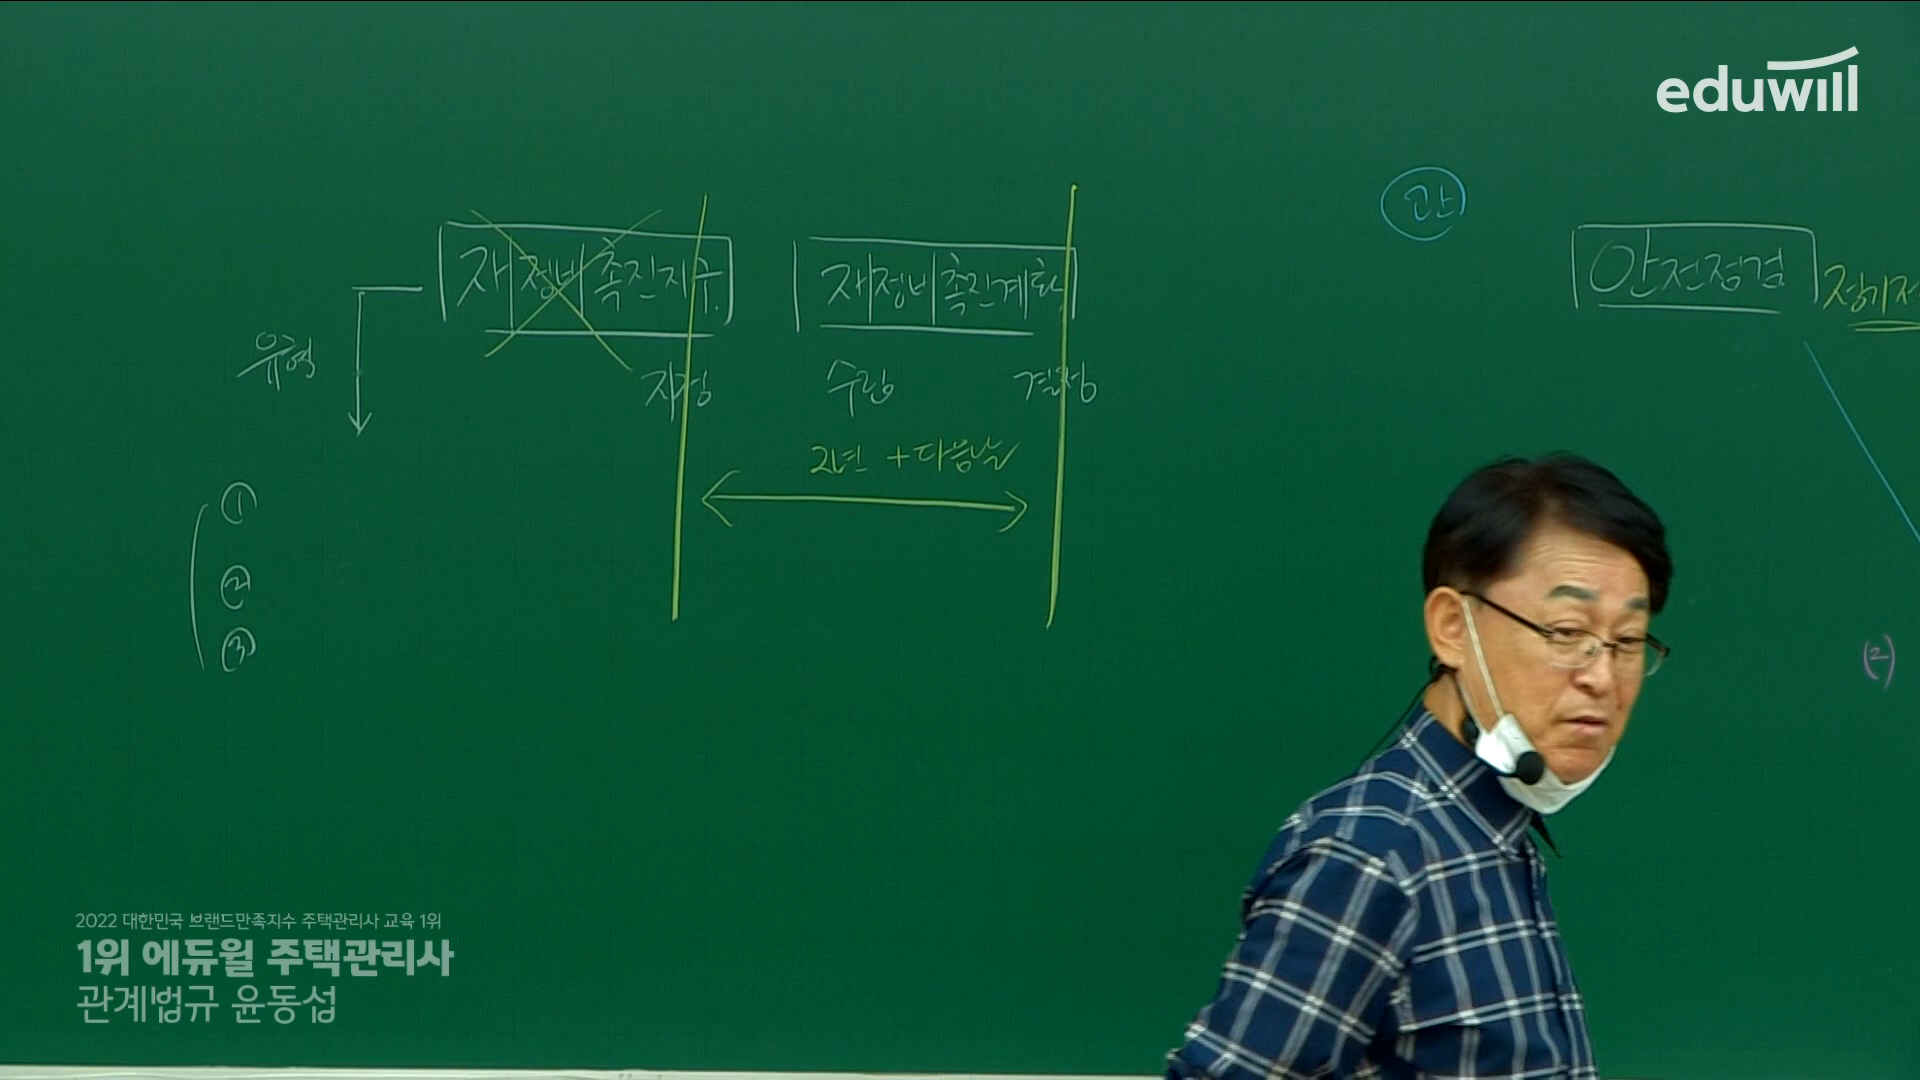 eduwill
관
재|정비|촉진지구.
재|정비|촉진계획
안전점검
정기점
유형
지정
수립
결정
2년 +다음날
①
②
③
(2)
2022 대한민국 브랜드만족지수 주택관리사 교육 1위
1위 에듀윌 주택관리사
관계법규 윤동섭